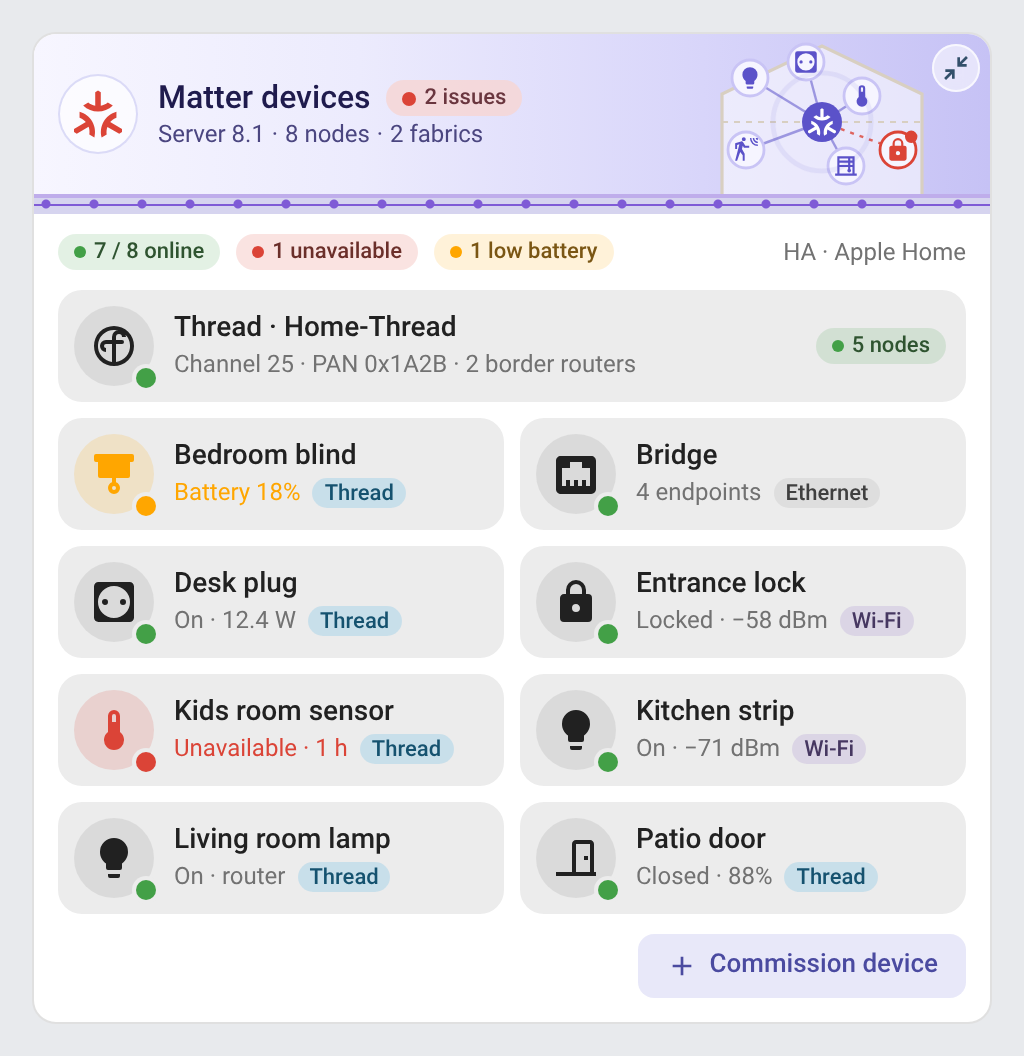 Matter devices
2 issues
Server 8.1 · 8 nodes · 2 fabrics
7 / 8 online
1 unavailable
1 low battery
HA · Apple Home
Thread · Home-Thread
Channel 25 · PAN 0x1A2B · 2 border routers
5 nodes
Bedroom blind
Battery 18%
Thread
Bridge
4 endpoints
Ethernet
Desk plug
On · 12.4 W
Thread
Entrance lock
Locked · −58 dBm
Wi-Fi
Kids room sensor
Unavailable · 1 h
Thread
Kitchen strip
On · −71 dBm
Wi-Fi
Living room lamp
On · router
Thread
Patio door
Closed · 88%
Thread
Commission device